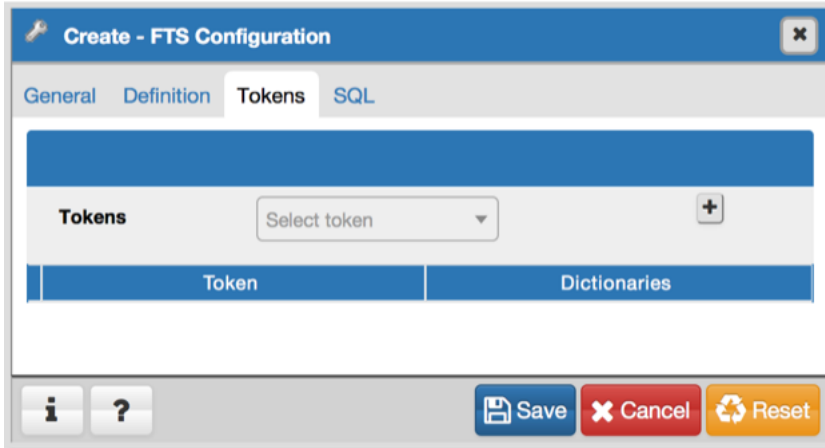 Create - FTS Configuration
General Definition Tokens SQL
Tokens Select token +
Token Dictionaries
i ? Save Cancel Reset